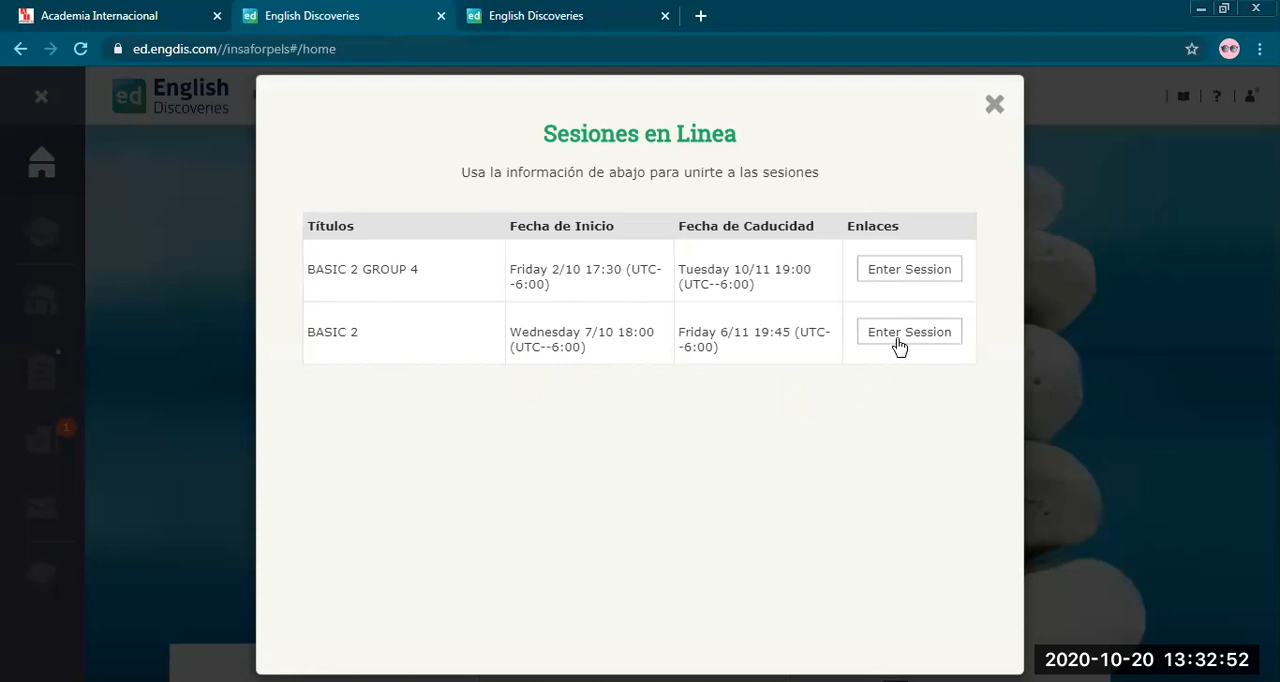 Academia Internacional
English Discoveries
English Discoveries
ed.engdis.com//insaforpels#/home
ed English
Discoveries
Sesiones en Linea
Usa la información de abajo para unirte a las sesiones
Títulos Fecha de Inicio Fecha de Caducidad Enlaces
BASIC 2 GROUP 4 Friday 2/10 17:30 (UTC- Tuesday 10/11 19:00 Enter Session
-6:00) (UTC--6:00)
BASIC 2 Wednesday 7/10 18:00 Friday 6/11 19:45 (UTC- Enter Session
(UTC--6:00) -6:00)
1
2020-10-20 13:32:52